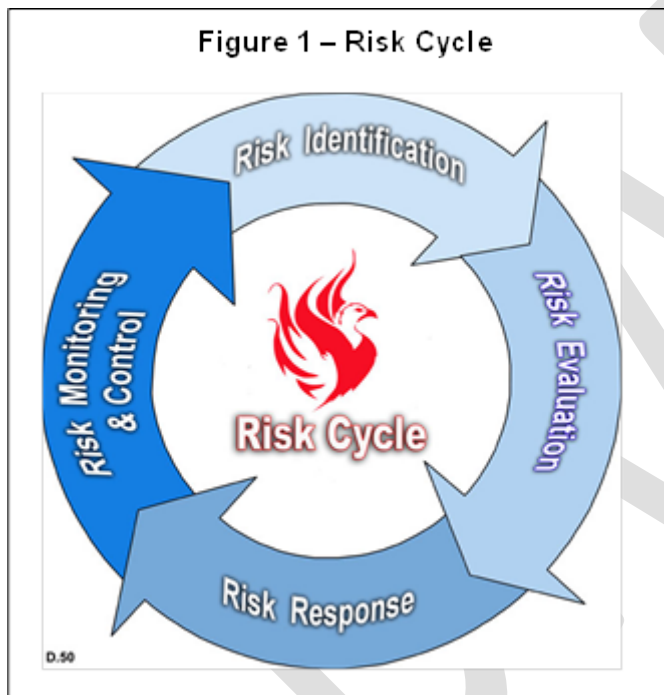 Figure 1 – Risk Cycle
Risk Identification
Risk Evaluation
Risk Monitoring
& Control
Risk Cycle
Risk Response
D.50